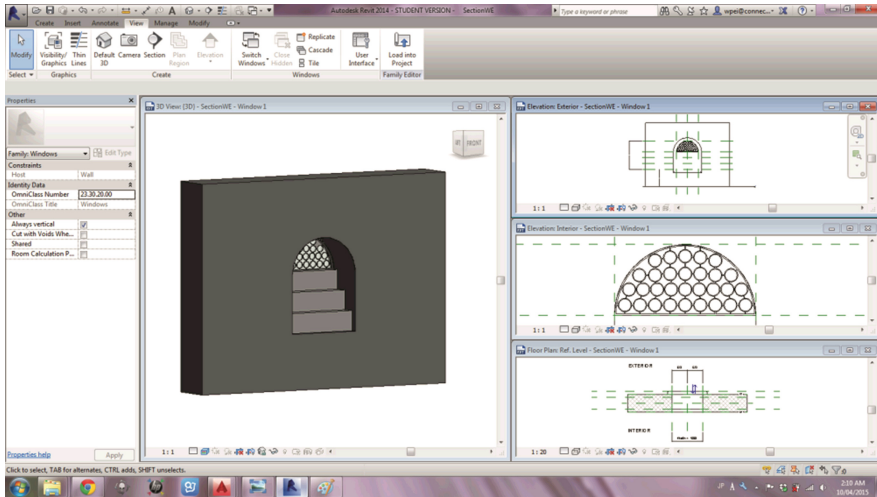 Autodesk Revit 2014 - STUDENT VERSION - SectionWE
Type a keyword or phrase
wpei@connec...
Create Insert Annotate View Manage Modify
Modify
Visibility/ Graphics
Thin Lines
Default 3D
Camera
Section
Plan Region
Elevation
Switch Windows
Close Hidden
Replicate
Cascade
Tile
User Interface
Load into Project
Select Graphics Create Windows Family Editor
Properties
Family: Windows
Edit Type
Constraints
Host Wall
Identity Data
OmniClass Number 23.30.20.00
OmniClass Title Windows
Other
Always vertical
Cut with Voids Whe...
Shared
Room Calculation P...
Properties help
Apply
3D View: {3D} - SectionWE - Window 1
FRONT
1:1
Elevation: Exterior - SectionWE - Window 1
1:1
Elevation: Interior - SectionWE - Window 1
1:1
Floor Plan: Ref. Level - SectionWE - Window 1
EXTERIOR
INTERIOR
1:20
Click to select, TAB for alternates, CTRL adds, SHIFT unselects.
JP
2:10 AM
10/04/2015